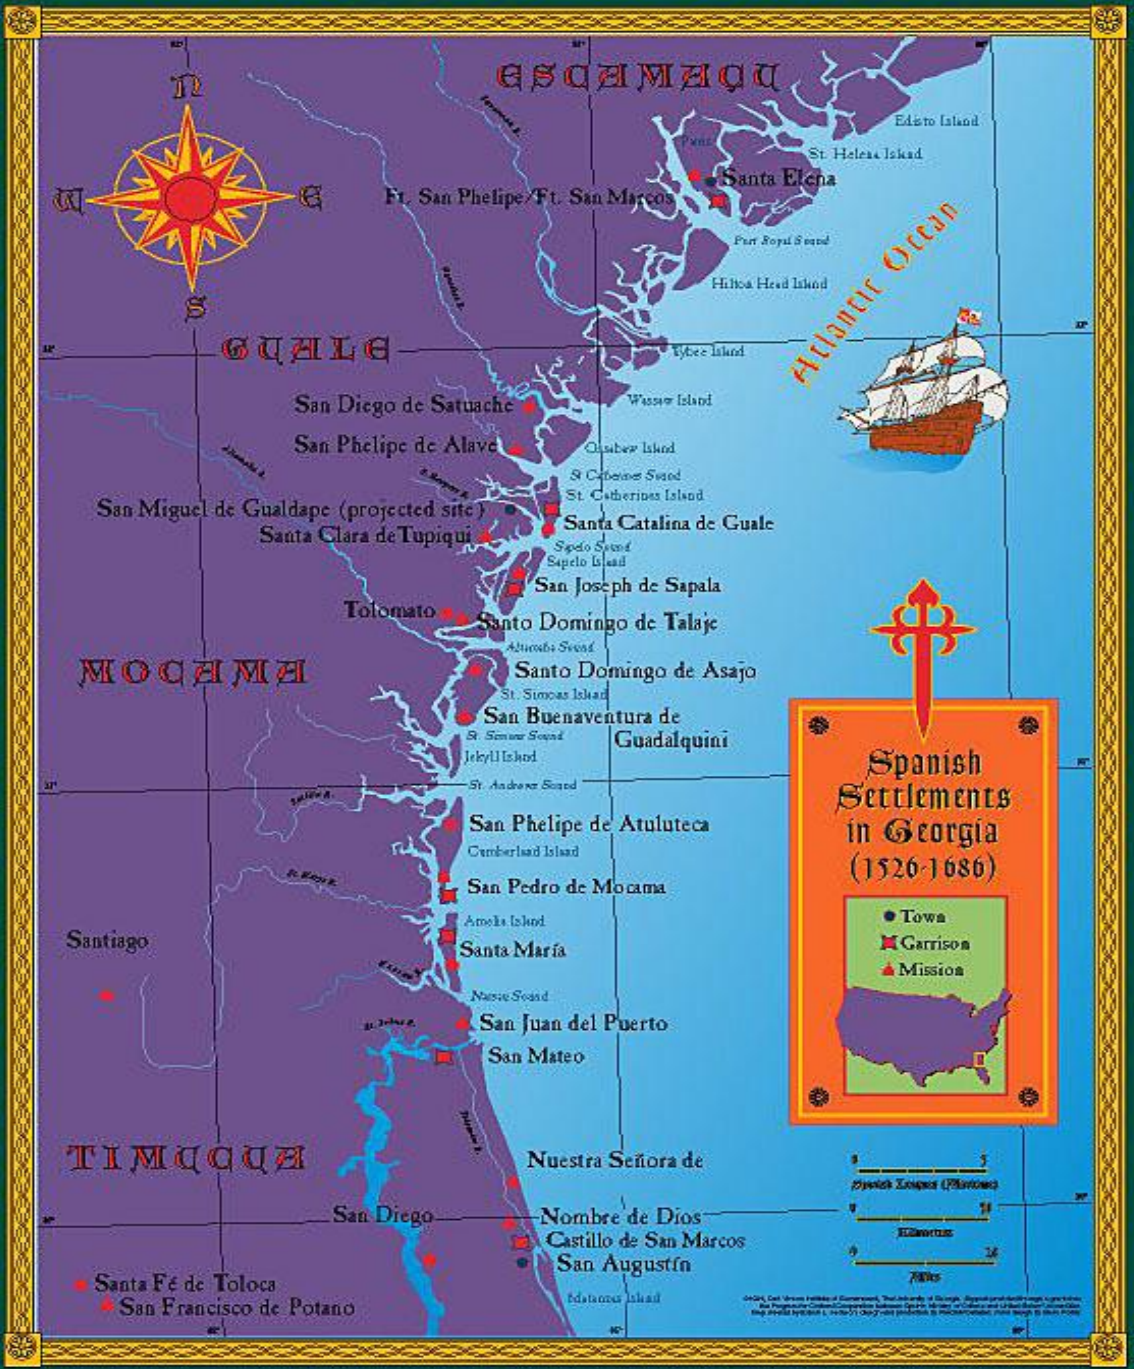 N
W
E
S
ESCAMAÇU
Edisto Island
St. Helena Island
Santa Elena
Ft. San Phelipe/Ft. San Marcos
Port Royal Sound
Hilton Head Island
Atlantic Ocean
GUALE
Tybee Island
San Diego de Satuache
Wassaw Island
San Phelipe de Alave
Ossabaw Island
St Catherines Sound
St. Catherines Island
San Miguel de Gualdape (projected site)
Santa Catalina de Guale
Santa Clara de Tupiqui
Sapelo Sound
Sapelo Island
San Joseph de Sapala
Tolomato
Santo Domingo de Talaje
Altamaha Sound
MOCAMA
Santo Domingo de Asajo
St. Simons Island
San Buenaventura de
Guadalquini
St. Simons Sound
Jekyll Island
St. Andrews Sound
San Phelipe de Atuluteca
Cumberland Island
San Pedro de Mocama
Amelia Island
Santiago
Santa María
Nassau Sound
San Juan del Puerto
San Mateo
TIMUCUA
Nuestra Señora de
San Diego
Nombre de Dios
Castillo de San Marcos
San Augustín
Santa Fé de Toloca
San Francisco de Potano
Matanzas Island
Spanish
Settlements
in Georgia
(1526-1686)
Town
Garrison
Mission
Kilometers
Miles